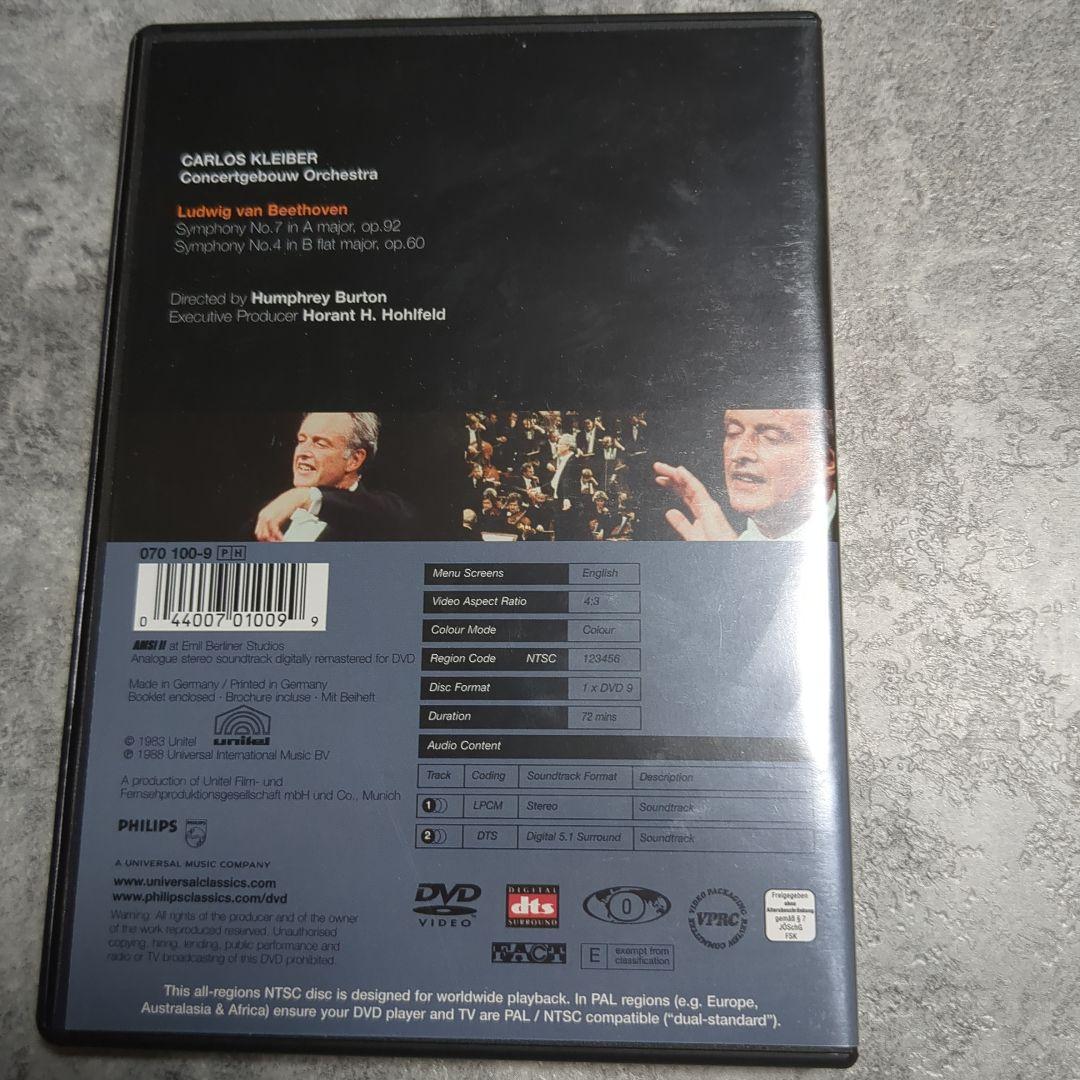 CARLOS KLEIBER
Concertgebouw Orchestra
Ludwig van Beethoven
Symphony No.7 in A major, op.92
Symphony No.4 in B flat major, op.60
Directed by Humphrey Burton
Executive Producer Horant H. Hohlfeld
070 100-9 PH
0 44007 01009 9
AMSI II at Emil Berliner Studios
Analogue stereo soundtrack digitally remastered for DVD
Made in Germany / Printed in Germany
Booklet enclosed · Brochure incluse · Mit Beiheft
unitel
© 1983 Unitel
℗ 1988 Universal International Music BV
A production of Unitel Film- und
Fernsehproduktionsgesellschaft mbH und Co., Munich
PHILIPS PHILIPS
A UNIVERSAL MUSIC COMPANY
www.universalclassics.com
www.philipsclassics.com/dvd
Warning: All rights of the producer and of the owner
of the work reproduced reserved. Unauthorised
copying, hiring, lending, public performance and
radio or TV broadcasting of this DVD prohibited.
Menu Screens English
Video Aspect Ratio 4:3
Colour Mode Colour
Region Code NTSC 123456
Disc Format 1 x DVD 9
Duration 72 mins
Audio Content
Track Coding Soundtrack Format Description
1 LPCM Stereo Soundtrack
2 DTS Digital 5.1 Surround Soundtrack
DVD
VIDEO
DIGITAL
dts
SURROUND
0
VIDEO PACKAGING REVIEW COMMITTEE
VPRC
Freigegeben
ohne
Altersbeschränkung
gemäß § 7
JÖSchG
FSK
FACT
E exempt from
classification
This all-regions NTSC disc is designed for worldwide playback. In PAL regions (e.g. Europe,
Australasia & Africa) ensure your DVD player and TV are PAL / NTSC compatible ("dual-standard").